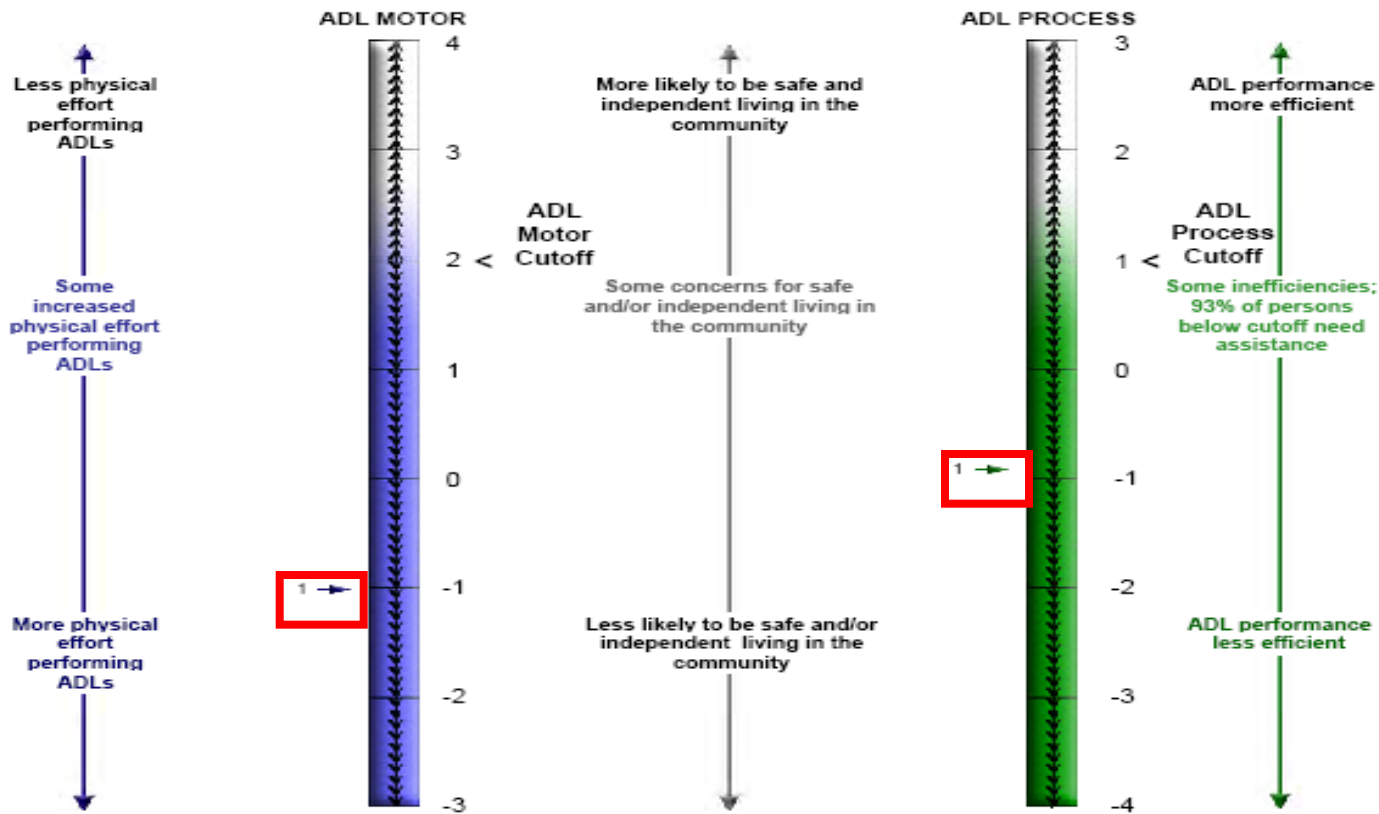 ADL MOTOR
ADL PROCESS
Less physical
effort
performing
ADLs
Some
increased
physical effort
performing
ADLs
More physical
effort
performing
ADLs
1
4
3
2 <
1
0
-1
-2
-3
ADL
Motor
Cutoff
More likely to be safe and
independent living in the
community
Some concerns for safe
and/or independent living in
the community
Less likely to be safe and/or
independent living in the
community
1
3
2
1 <
0
-1
-2
-3
-4
ADL
Process
Cutoff
ADL performance
more efficient
Some inefficiencies;
93% of persons
below cutoff need
assistance
ADL performance
less efficient